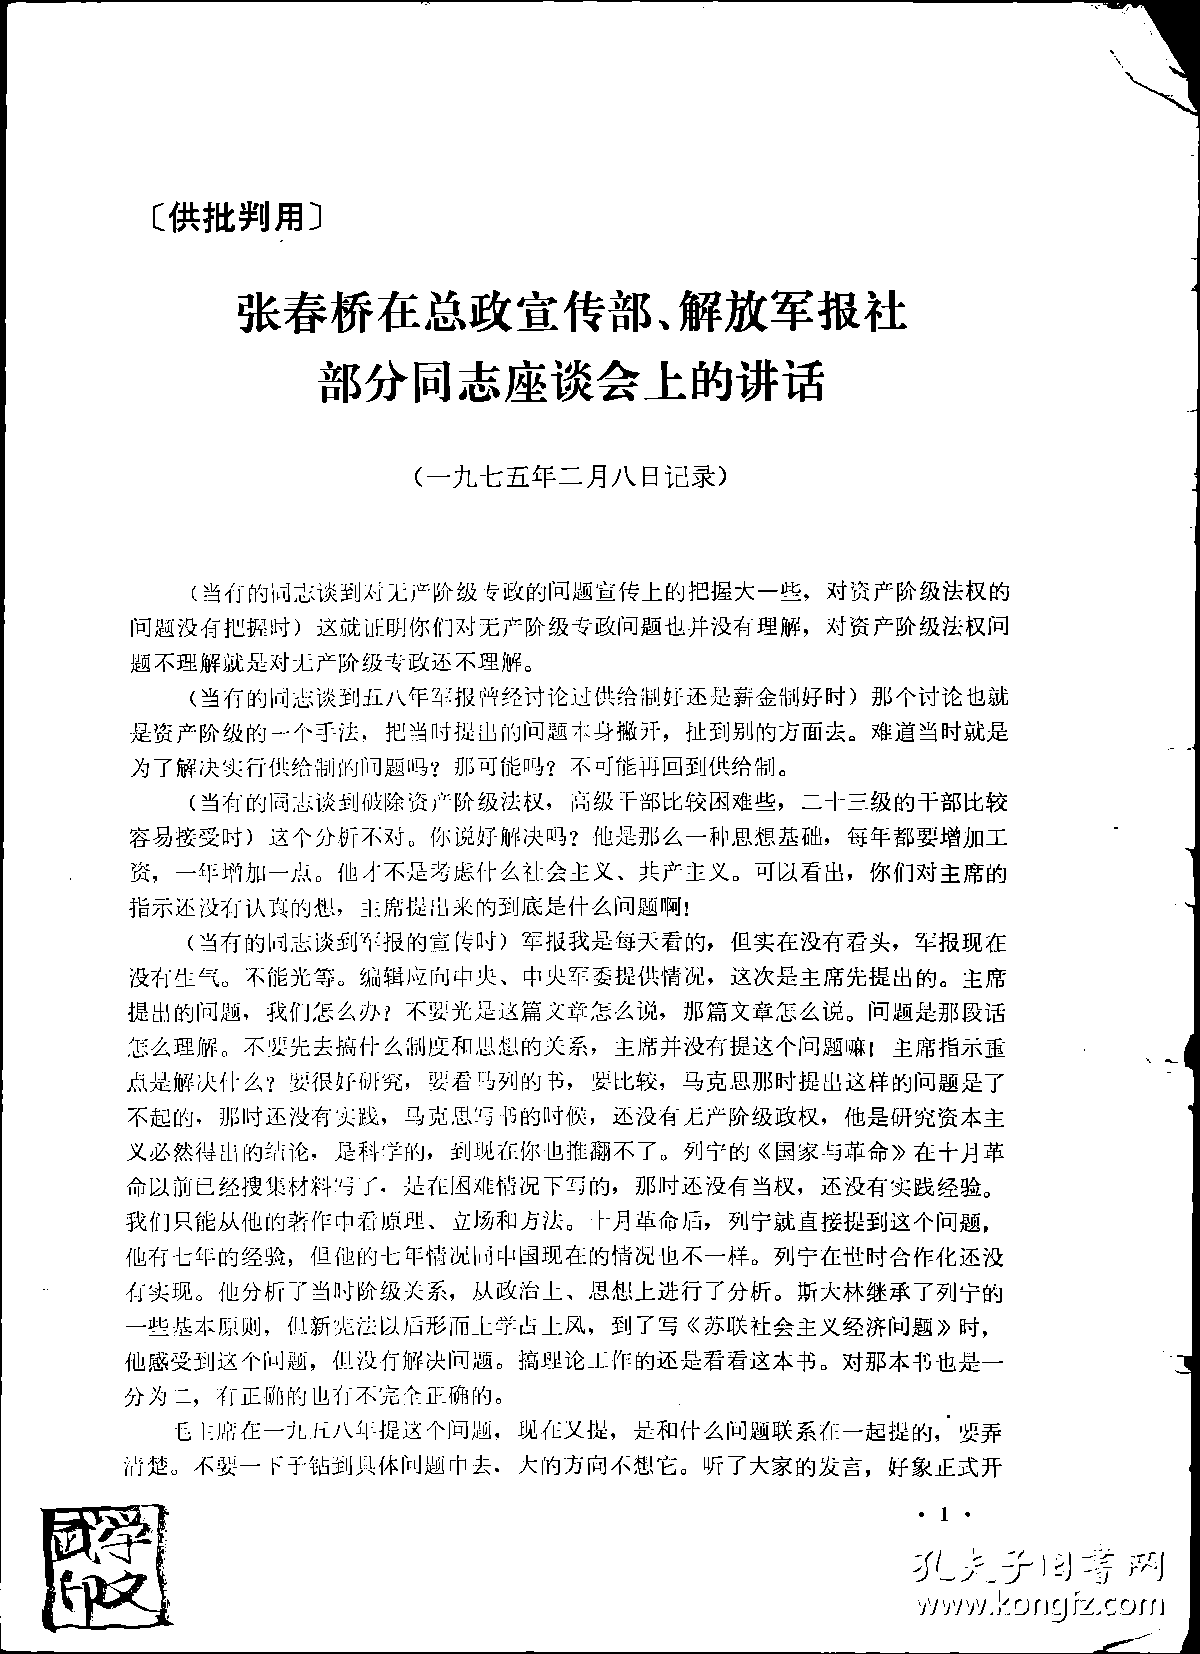 〔供批判用〕
张春桥在总政宣传部、解放军报社
部分同志座谈会上的讲话
（一九七五年二月八日记录）
（当有的同志谈到对无产阶级专政的问题宣传上的把握大一些，对资产阶级法权的
问题没有把握时）这就证明你们对无产阶级专政问题也并没有理解，对资产阶级法权问
题不理解就是对无产阶级专政还不理解。
（当有的同志谈到五八年军报曾经讨论过供给制好还是薪金制好时）那个讨论也就
是资产阶级的一个手法，把当时提出的问题本身撇开，扯到别的方面去。难道当时就是
为了解决实行供给制的问题吗？那可能吗？不可能再回到供给制。
（当有的同志谈到破除资产阶级法权，高级干部比较困难些，二十三级的干部比较
容易接受时）这个分析不对。你说好解决吗？他是那么一种思想基础，每年都要增加工
资，一年增加一点。他才不是考虑什么社会主义、共产主义。可以看出，你们对主席的
指示还没有认真的想，主席提出来的到底是什么问题啊！
（当有的同志谈到军报的宣传时）军报我是每天看的，但实在没有看头，军报现在
没有生气。不能光等。编辑应向中央、中央军委提供情况，这次是主席先提出的。主席
提出的问题，我们怎么办？不要光是这篇文章怎么说，那篇文章怎么说。问题是那段话
怎么理解。不要先去搞什么制度和思想的关系，主席并没有提这个问题嘛！主席指示重
点是解决什么？要很好研究，要看马列的书，要比较，马克思那时提出这样的问题是了
不起的，那时还没有实践，马克思写书的时候，还没有无产阶级政权，他是研究资本主
义必然得出的结论，是科学的，到现在你也推翻不了。列宁的《国家与革命》在十月革
命以前已经搜集材料写了，是在困难情况下写的，那时还没有当权，还没有实践经验。
我们只能从他的著作中看原理、立场和方法。十月革命后，列宁就直接提到这个问题，
他有七年的经验，但他的七年情况同中国现在的情况也不一样。列宁在世时合作化还没
有实现。他分析了当时阶级关系，从政治上、思想上进行了分析。斯大林继承了列宁的
一些基本原则，但新宪法以后形而上学占上风，到了写《苏联社会主义经济问题》时，
他感受到这个问题，但没有解决问题。搞理论工作的还是看看这本书。对那本书也是一
分为二，有正确的也有不完全正确的。
毛主席在一九五八年提这个问题，现在又提，是和什么问题联系在一起提的，要弄
清楚。不要一下子钻到具体问题中去，大的方向不想它。听了大家的发言，好象正式开
· 1 ·
武学
印文
孔夫子旧书网
www.kongfz.com